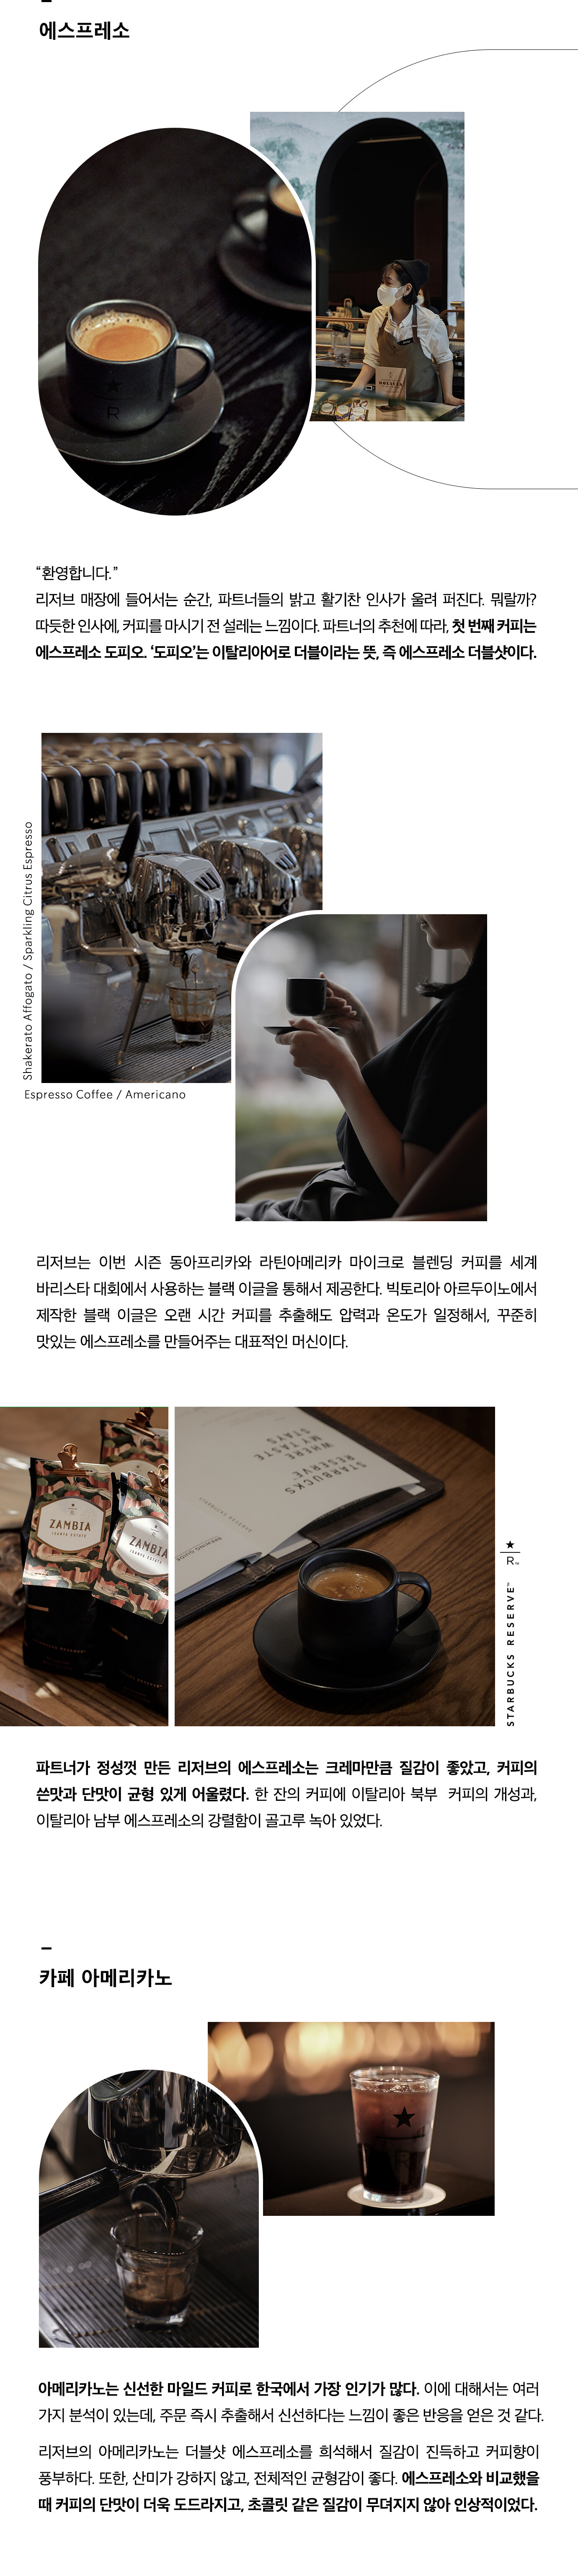 에스프레소
R
BOLIVIA
“환영합니다.”
리저브 매장에 들어서는 순간, 파트너들의 밝고 활기찬 인사가 울려 퍼진다. 뭐랄까?
따듯한 인사에, 커피를 마시기 전 설레는 느낌이다. 파트너의 추천에 따라, 첫 번째 커피는
에스프레소 도피오. ‘도피오’는 이탈리아어로 더블이라는 뜻, 즉 에스프레소 더블샷이다.
Shakerato Affogato / Sparkling Citrus Espresso
Espresso Coffee / Americano
리저브는 이번 시즌 동아프리카와 라틴아메리카 마이크로 블렌딩 커피를 세계
바리스타 대회에서 사용하는 블랙 이글을 통해서 제공한다. 빅토리아 아르두이노에서
제작한 블랙 이글은 오랜 시간 커피를 추출해도 압력과 온도가 일정해서, 꾸준히
맛있는 에스프레소를 만들어주는 대표적인 머신이다.
ZAMBIA
ZAMBIA
STARBUCKS
RESERVE
WHERE
MY TASTE
STAYS
R™
STARBUCKS RESERVE™
파트너가 정성껏 만든 리저브의 에스프레소는 크레마만큼 질감이 좋았고, 커피의
쓴맛과 단맛이 균형 있게 어울렸다. 한 잔의 커피에 이탈리아 북부 커피의 개성과,
이탈리아 남부 에스프레소의 강렬함이 골고루 녹아 있었다.
카페 아메리카노
아메리카노는 신선한 마일드 커피로 한국에서 가장 인기가 많다. 이에 대해서는 여러
가지 분석이 있는데, 주문 즉시 추출해서 신선하다는 느낌이 좋은 반응을 얻은 것 같다.
리저브의 아메리카노는 더블샷 에스프레소를 희석해서 질감이 진득하고 커피향이
풍부하다. 또한, 산미가 강하지 않고, 전체적인 균형감이 좋다. 에스프레소와 비교했을
때 커피의 단맛이 더욱 도드라지고, 초콜릿 같은 질감이 무뎌지지 않아 인상적이었다.